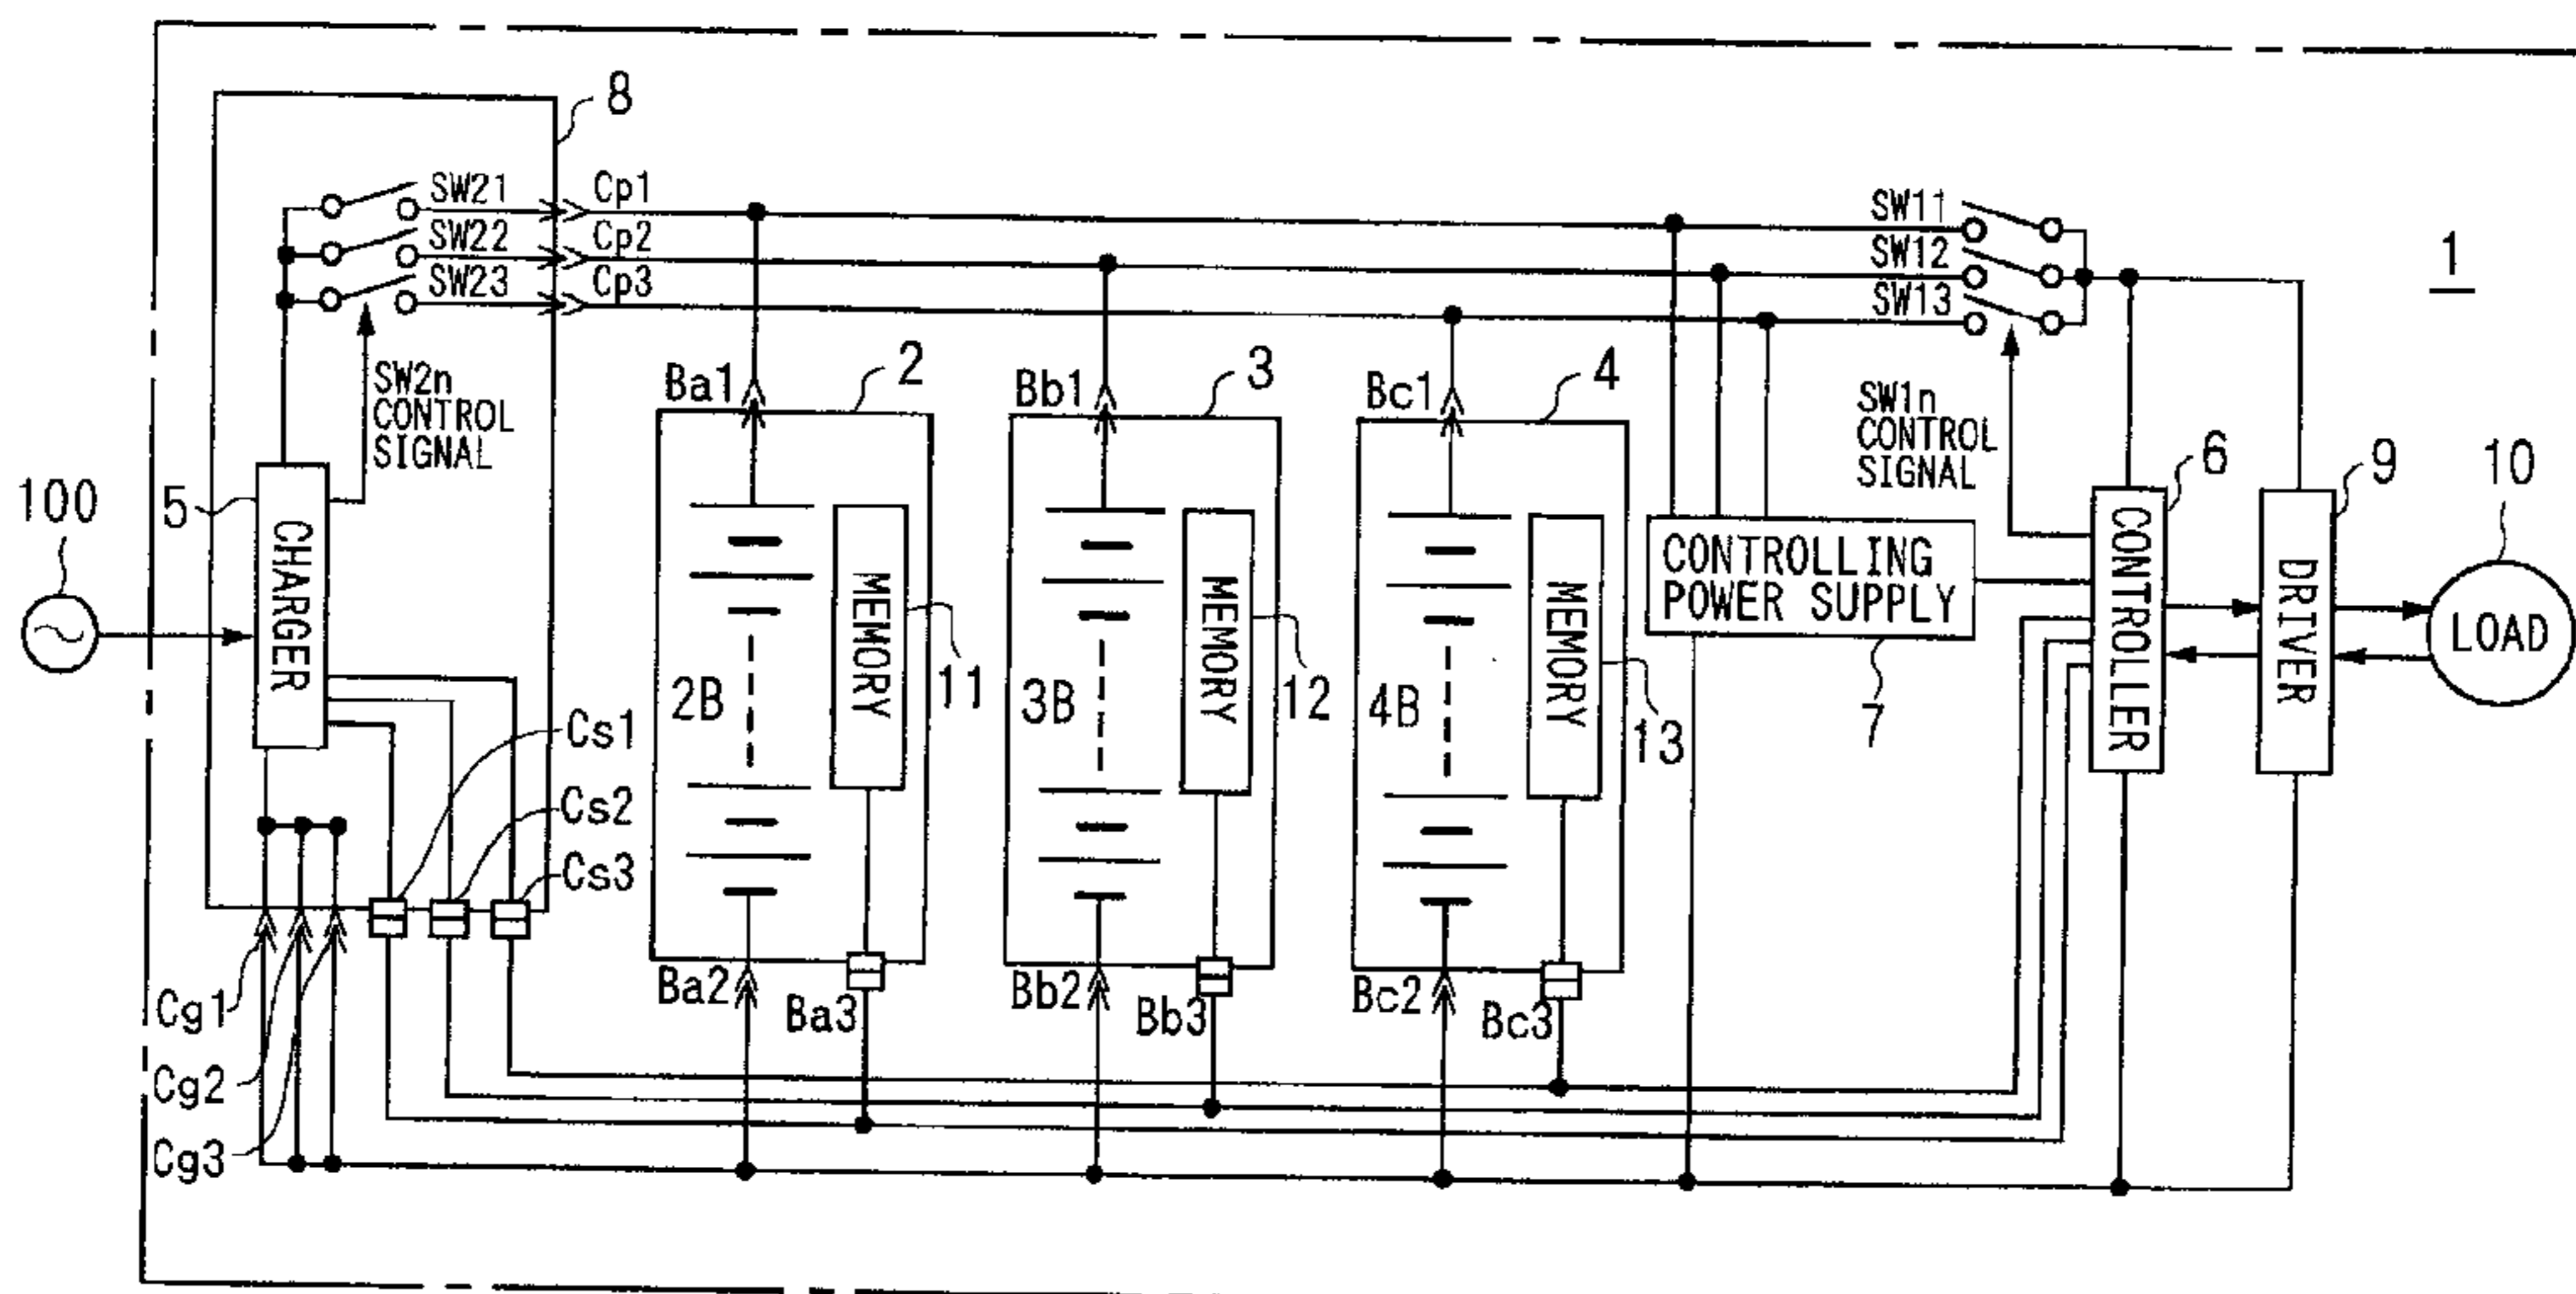 8
SW21
Cp1
SW22
Cp2
SW23
Cp3
SW11
SW12
SW13
1
SW2n
CONTROL
SIGNAL
Ba1
2
Bb1
3
Bc1
4
SW1n
CONTROL
SIGNAL
6
9
10
100
5
CHARGER
2B
MEMORY
11
3B
MEMORY
12
4B
MEMORY
13
CONTROLLING
POWER SUPPLY
7
CONTROLLER
DRIVER
LOAD
Cs1
Cs2
Cs3
Cg1
Cg2
Cg3
Ba2
Ba3
Bb2
Bb3
Bc2
Bc3